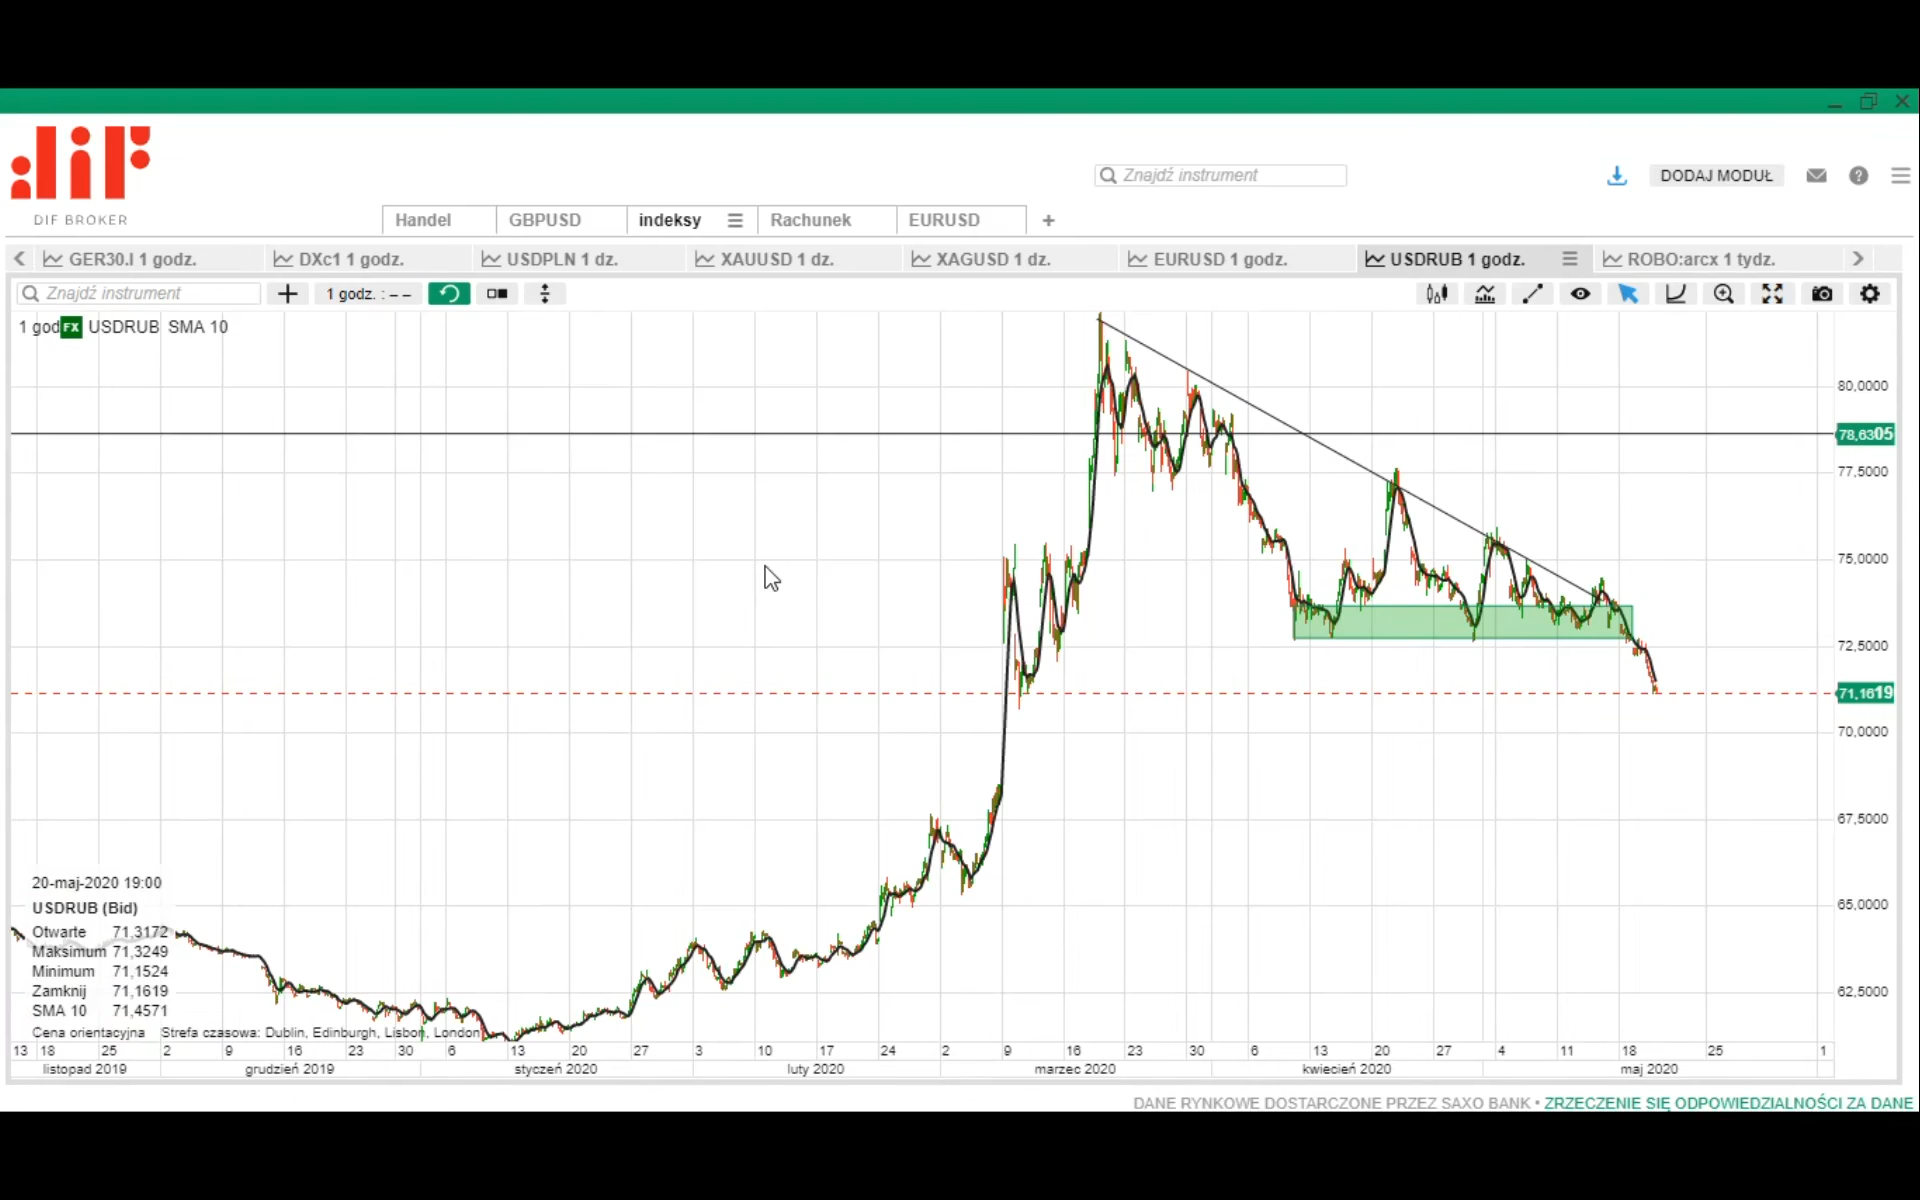 dif
DIF BROKER
Znajdź instrument
DODAJ MODUŁ
Handel GBPUSD indeksy Rachunek EURUSD +
GER30.I 1 godz. DXc1 1 godz. USDPLN 1 dz. XAUUSD 1 dz. XAGUSD 1 dz. EURUSD 1 godz. USDRUB 1 godz. ROBO:arcx 1 tydz.
Znajdź instrument 1 godz. : – –
1 god FX USDRUB SMA 10
80,0000
78,6305
77,5000
75,0000
72,5000
71,1619
70,0000
67,5000
65,0000
62,5000
20-maj-2020 19:00
USDRUB (Bid)
Otwarte 71,3172
Maksimum 71,3249
Minimum 71,1524
Zamknij 71,1619
SMA 10 71,4571
Cena orientacyjna Strefa czasowa: Dublin, Edinburgh, Lisbon, London
13 18 25 2 9 16 23 30 6 13 20 27 3 10 17 24 2 9 16 23 30 6 13 20 27 4 11 18 25 1
listopad 2019 grudzień 2019 styczeń 2020 luty 2020 marzec 2020 kwiecień 2020 maj 2020
DANE RYNKOWE DOSTARCZONE PRZEZ SAXO BANK • ZRZECZENIE SIĘ ODPOWIEDZIALNOŚCI ZA DANE